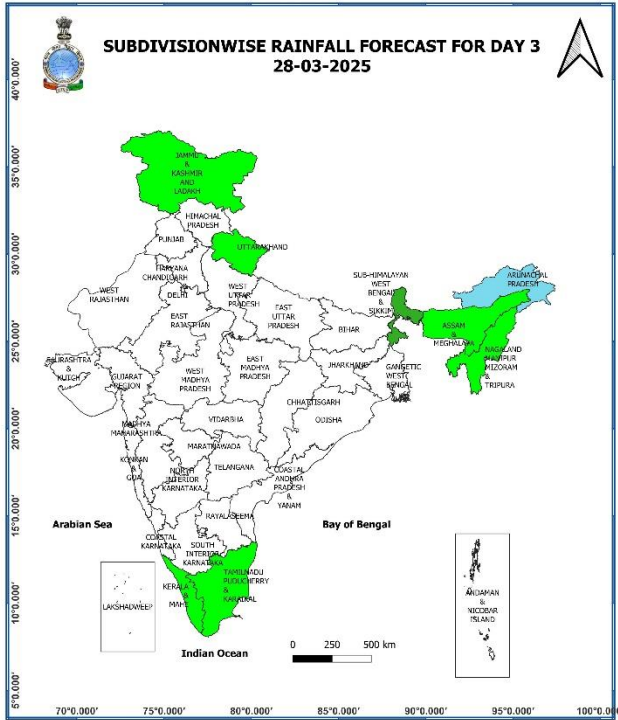 SUBDIVISIONWISE RAINFALL FORECAST FOR DAY 3
28-03-2025
40°0.000'
35°0.000'
30°0.000'
25°0.000'
20°0.000'
15°0.000'
10°0.000'
5°0.000'
JAMMU
&
KASHMIR
AND
LADAKH
HIMACHAL
PRADESH
PUNJAB
UTTARAKHAND
HARYANA
CHANDIGARH
&
DELHI
WEST
RAJASTHAN
WEST
UTTAR
PRADESH
EAST
UTTAR
PRADESH
SUB-HIMALAYAN
WEST
BENGAL
&
SIKKIM
ARUNACHAL
PRADESH
EAST
RAJASTHAN
BIHAR
ASSAM
&
MEGHALAYA
NAGALAND
MANIPUR
MIZORAM
&
TRIPURA
SAURASHTRA
&
KUTCH
GUJARAT
REGION
WEST
MADHYA
PRADESH
EAST
MADHYA
PRADESH
JHARKHAND
GANGETIC
WEST
BENGAL
CHHATTISGARH
ODISHA
VIDARBHA
MADHYA
MAHARASHTRA
MARATHWADA
KONKAN
&
GOA
NORTH
INTERIOR
KARNATAKA
TELANGANA
COASTAL
ANDHRA
PRADESH
&
YANAM
RAYALASEEMA
Arabian Sea
Bay of Bengal
COASTAL
KARNATAKA
SOUTH
INTERIOR
KARNATAKA
TAMILNADU
PUDUCHERRY
&
KARAIKAL
KERALA
&
MAHE
LAKSHADWEEP
ANDAMAN
&
NICOBAR
ISLAND
Indian Ocean
0 250 500 km
70°0.000' 75°0.000' 80°0.000' 85°0.000' 90°0.000' 95°0.000' 100°0.000